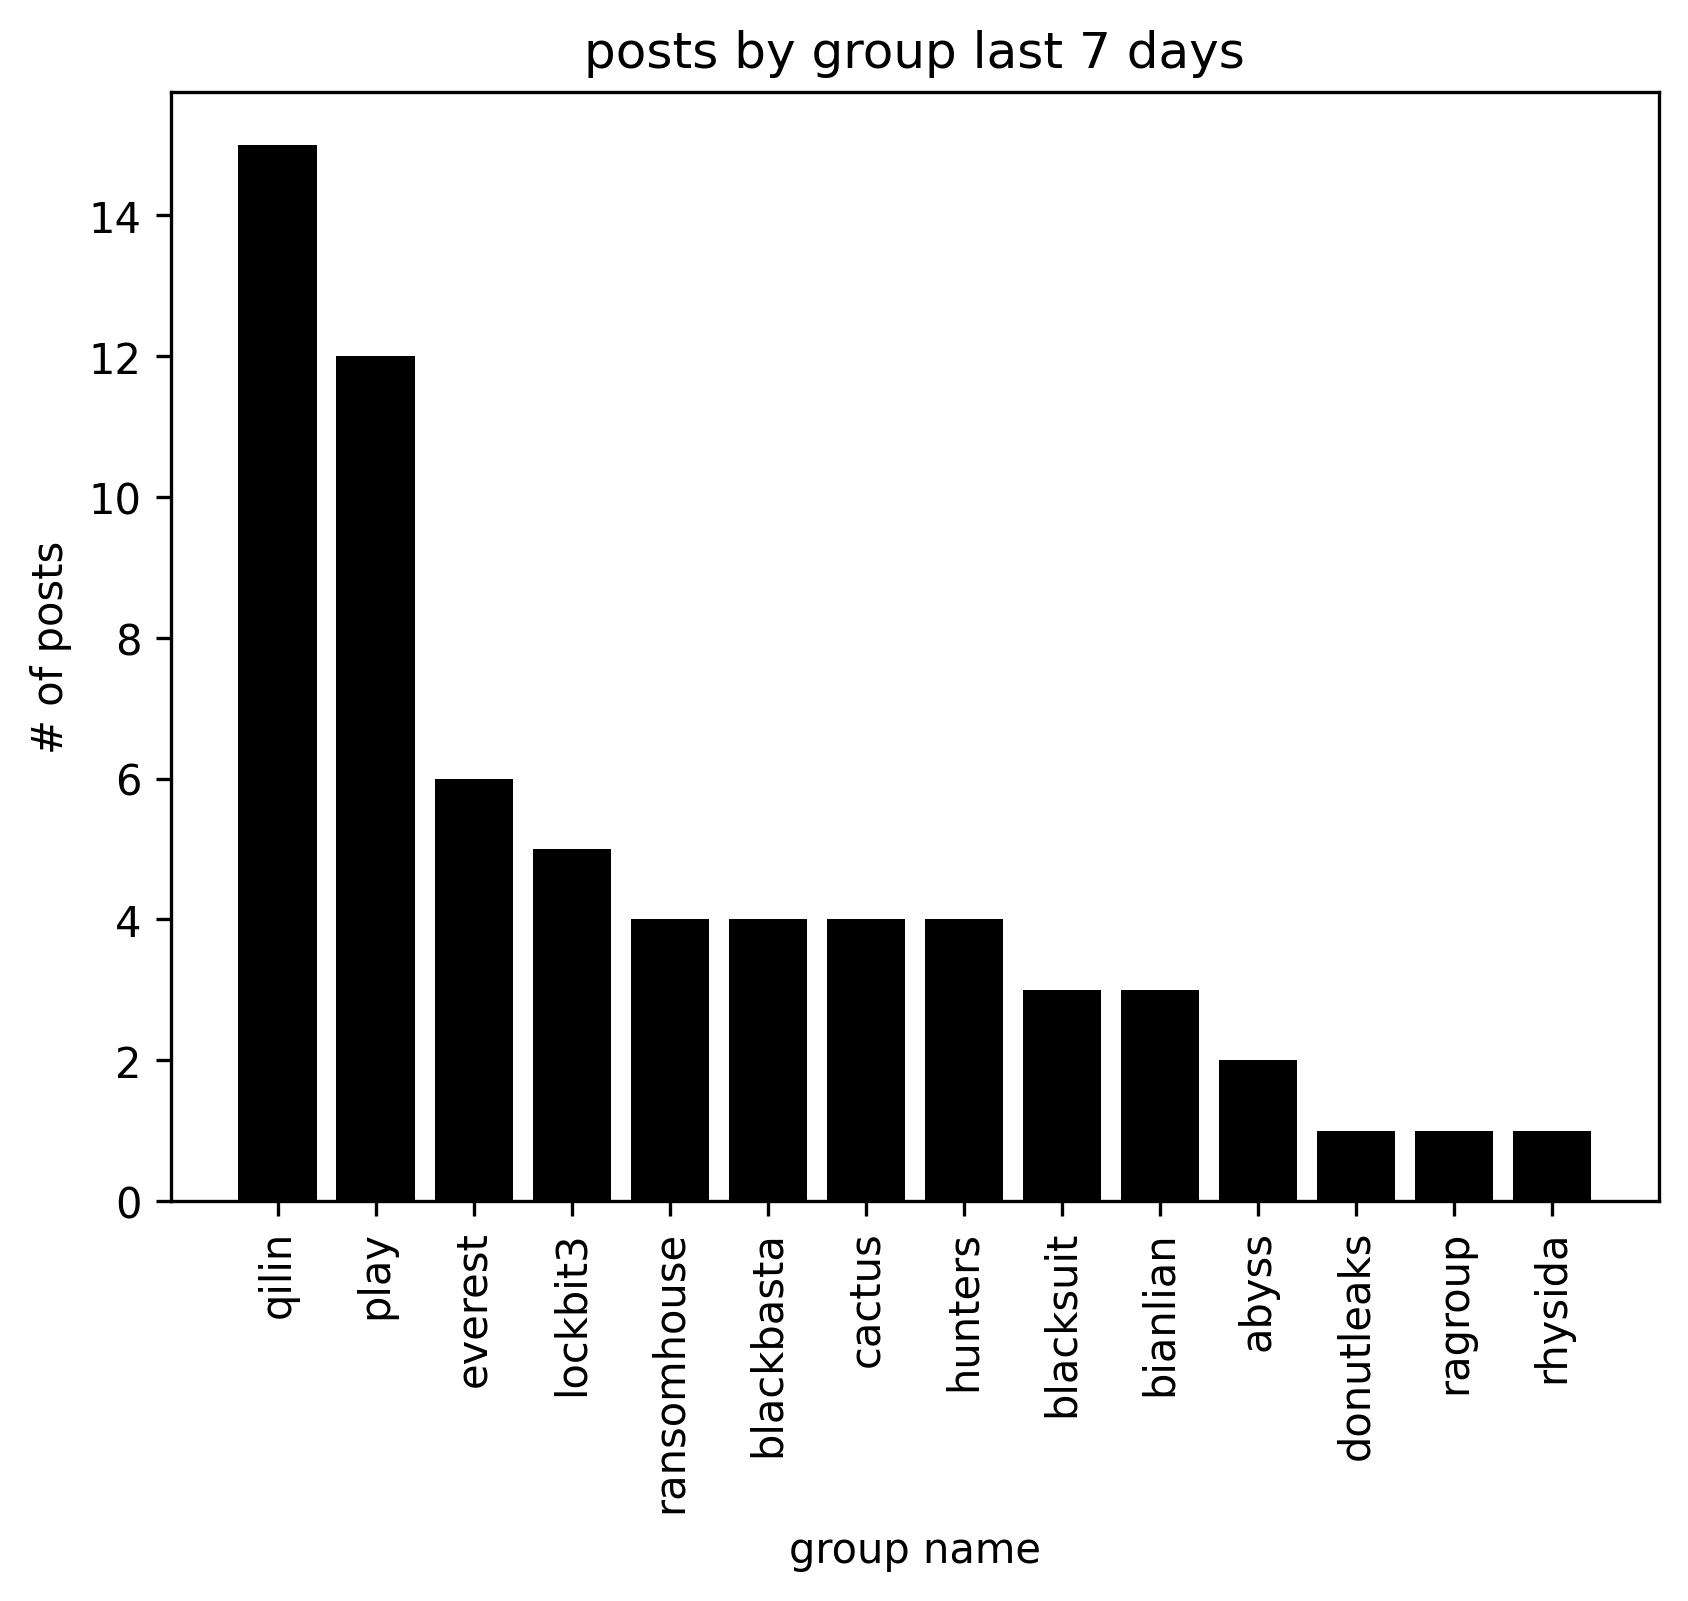 posts by group last 7 days
# of posts
14
12
10
8
6
4
2
0
qilin
play
everest
lockbit3
ransomhouse
blackbasta
cactus
hunters
blacksuit
bianlian
abyss
donutleaks
ragroup
rhysida
group name